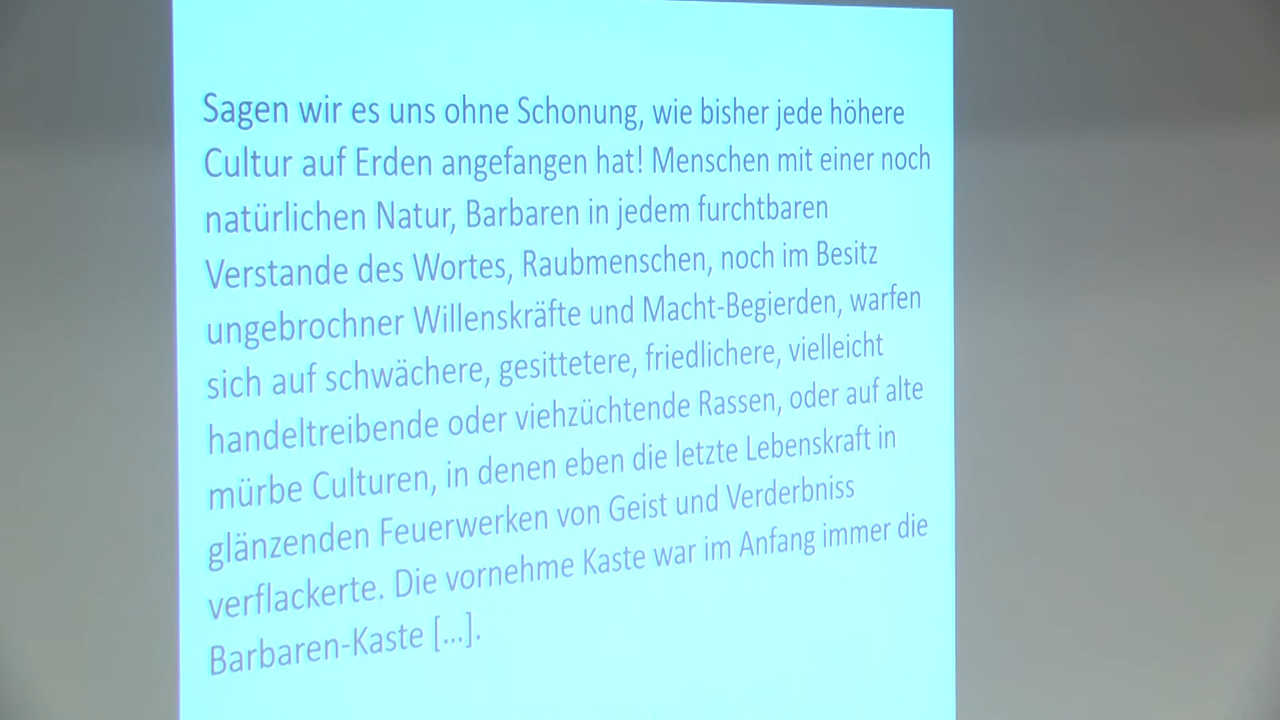 Sagen wir es uns ohne Schonung, wie bisher jede höhere
Cultur auf Erden angefangen hat! Menschen mit einer noch
natürlichen Natur, Barbaren in jedem furchtbaren
Verstande des Wortes, Raubmenschen, noch im Besitz
ungebrochner Willenskräfte und Macht-Begierden, warfen
sich auf schwächere, gesittetere, friedlichere, vielleicht
handeltreibende oder viehzüchtende Rassen, oder auf alte
mürbe Culturen, in denen eben die letzte Lebenskraft in
glänzenden Feuerwerken von Geist und Verderbniss
verflackerte. Die vornehme Kaste war im Anfang immer die
Barbaren-Kaste [...].